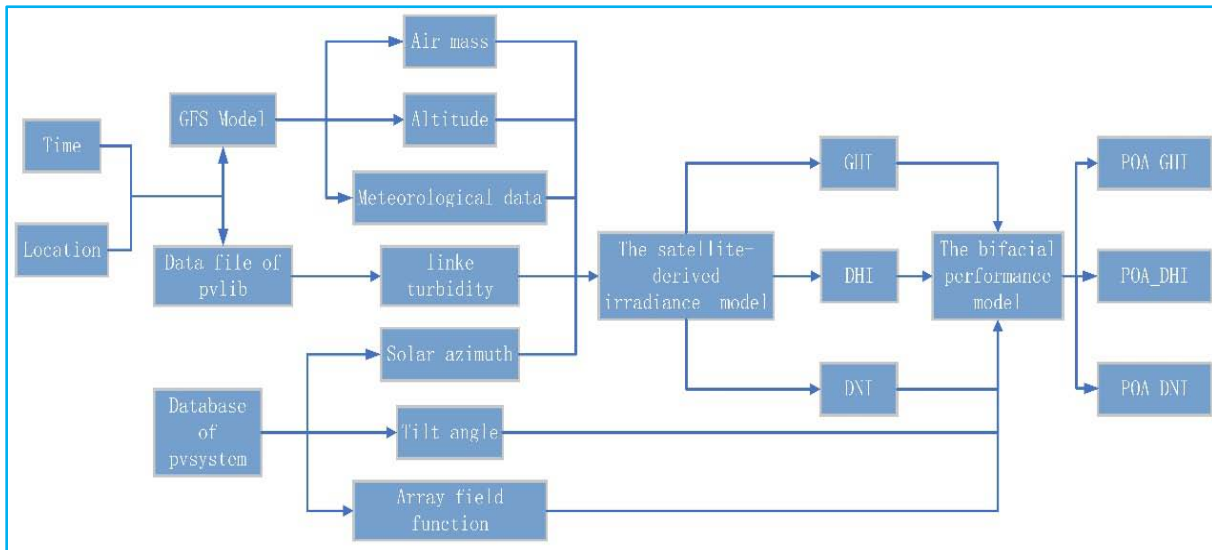 Time
Location
GFS Model
Data file of
pvlib
Database
of
pvsystem
Air mass
Altitude
Meteorological data
linke
turbidity
Solar azimuth
Tilt angle
Array field
function
The satellite-
derived
irradiance model
GHI
DHI
DNI
The bifacial
performance
model
POA GHI
POA_DHI
POA DNI